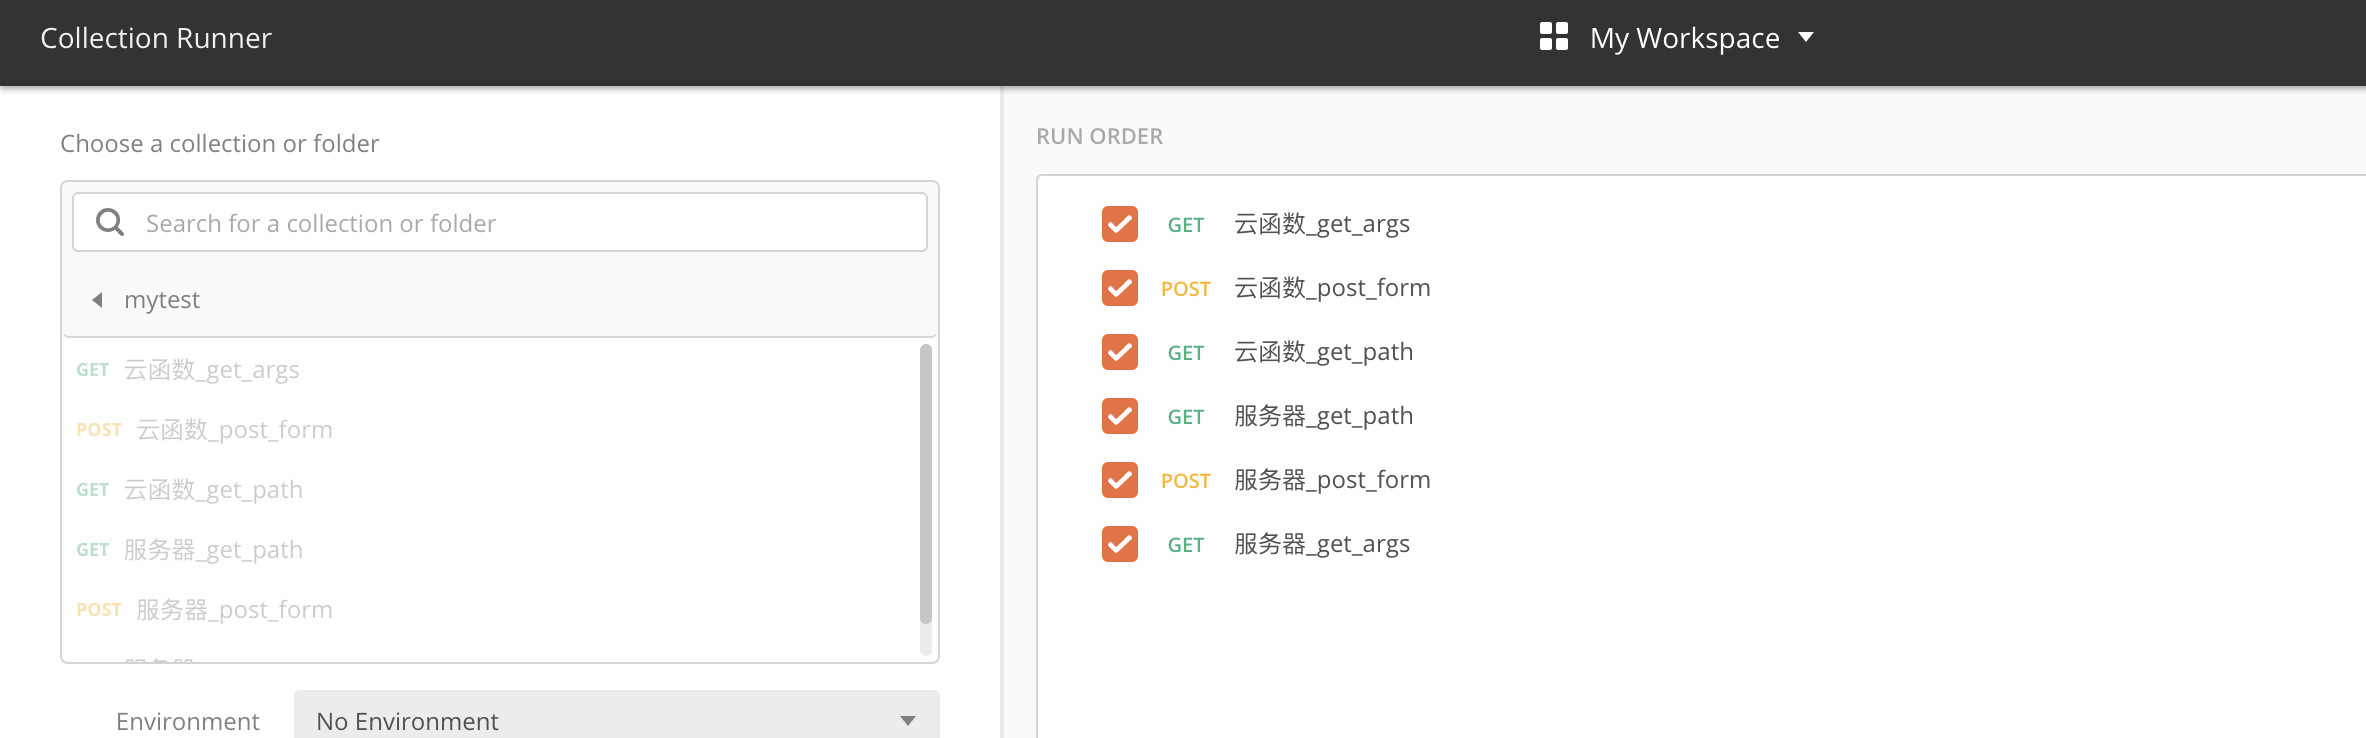 Collection Runner
My Workspace
Choose a collection or folder
Search for a collection or folder
mytest
GET 云函数_get_args
POST 云函数_post_form
GET 云函数_get_path
GET 服务器_get_path
POST 服务器_post_form
Environment
No Environment
RUN ORDER
GET 云函数_get_args
POST 云函数_post_form
GET 云函数_get_path
GET 服务器_get_path
POST 服务器_post_form
GET 服务器_get_args